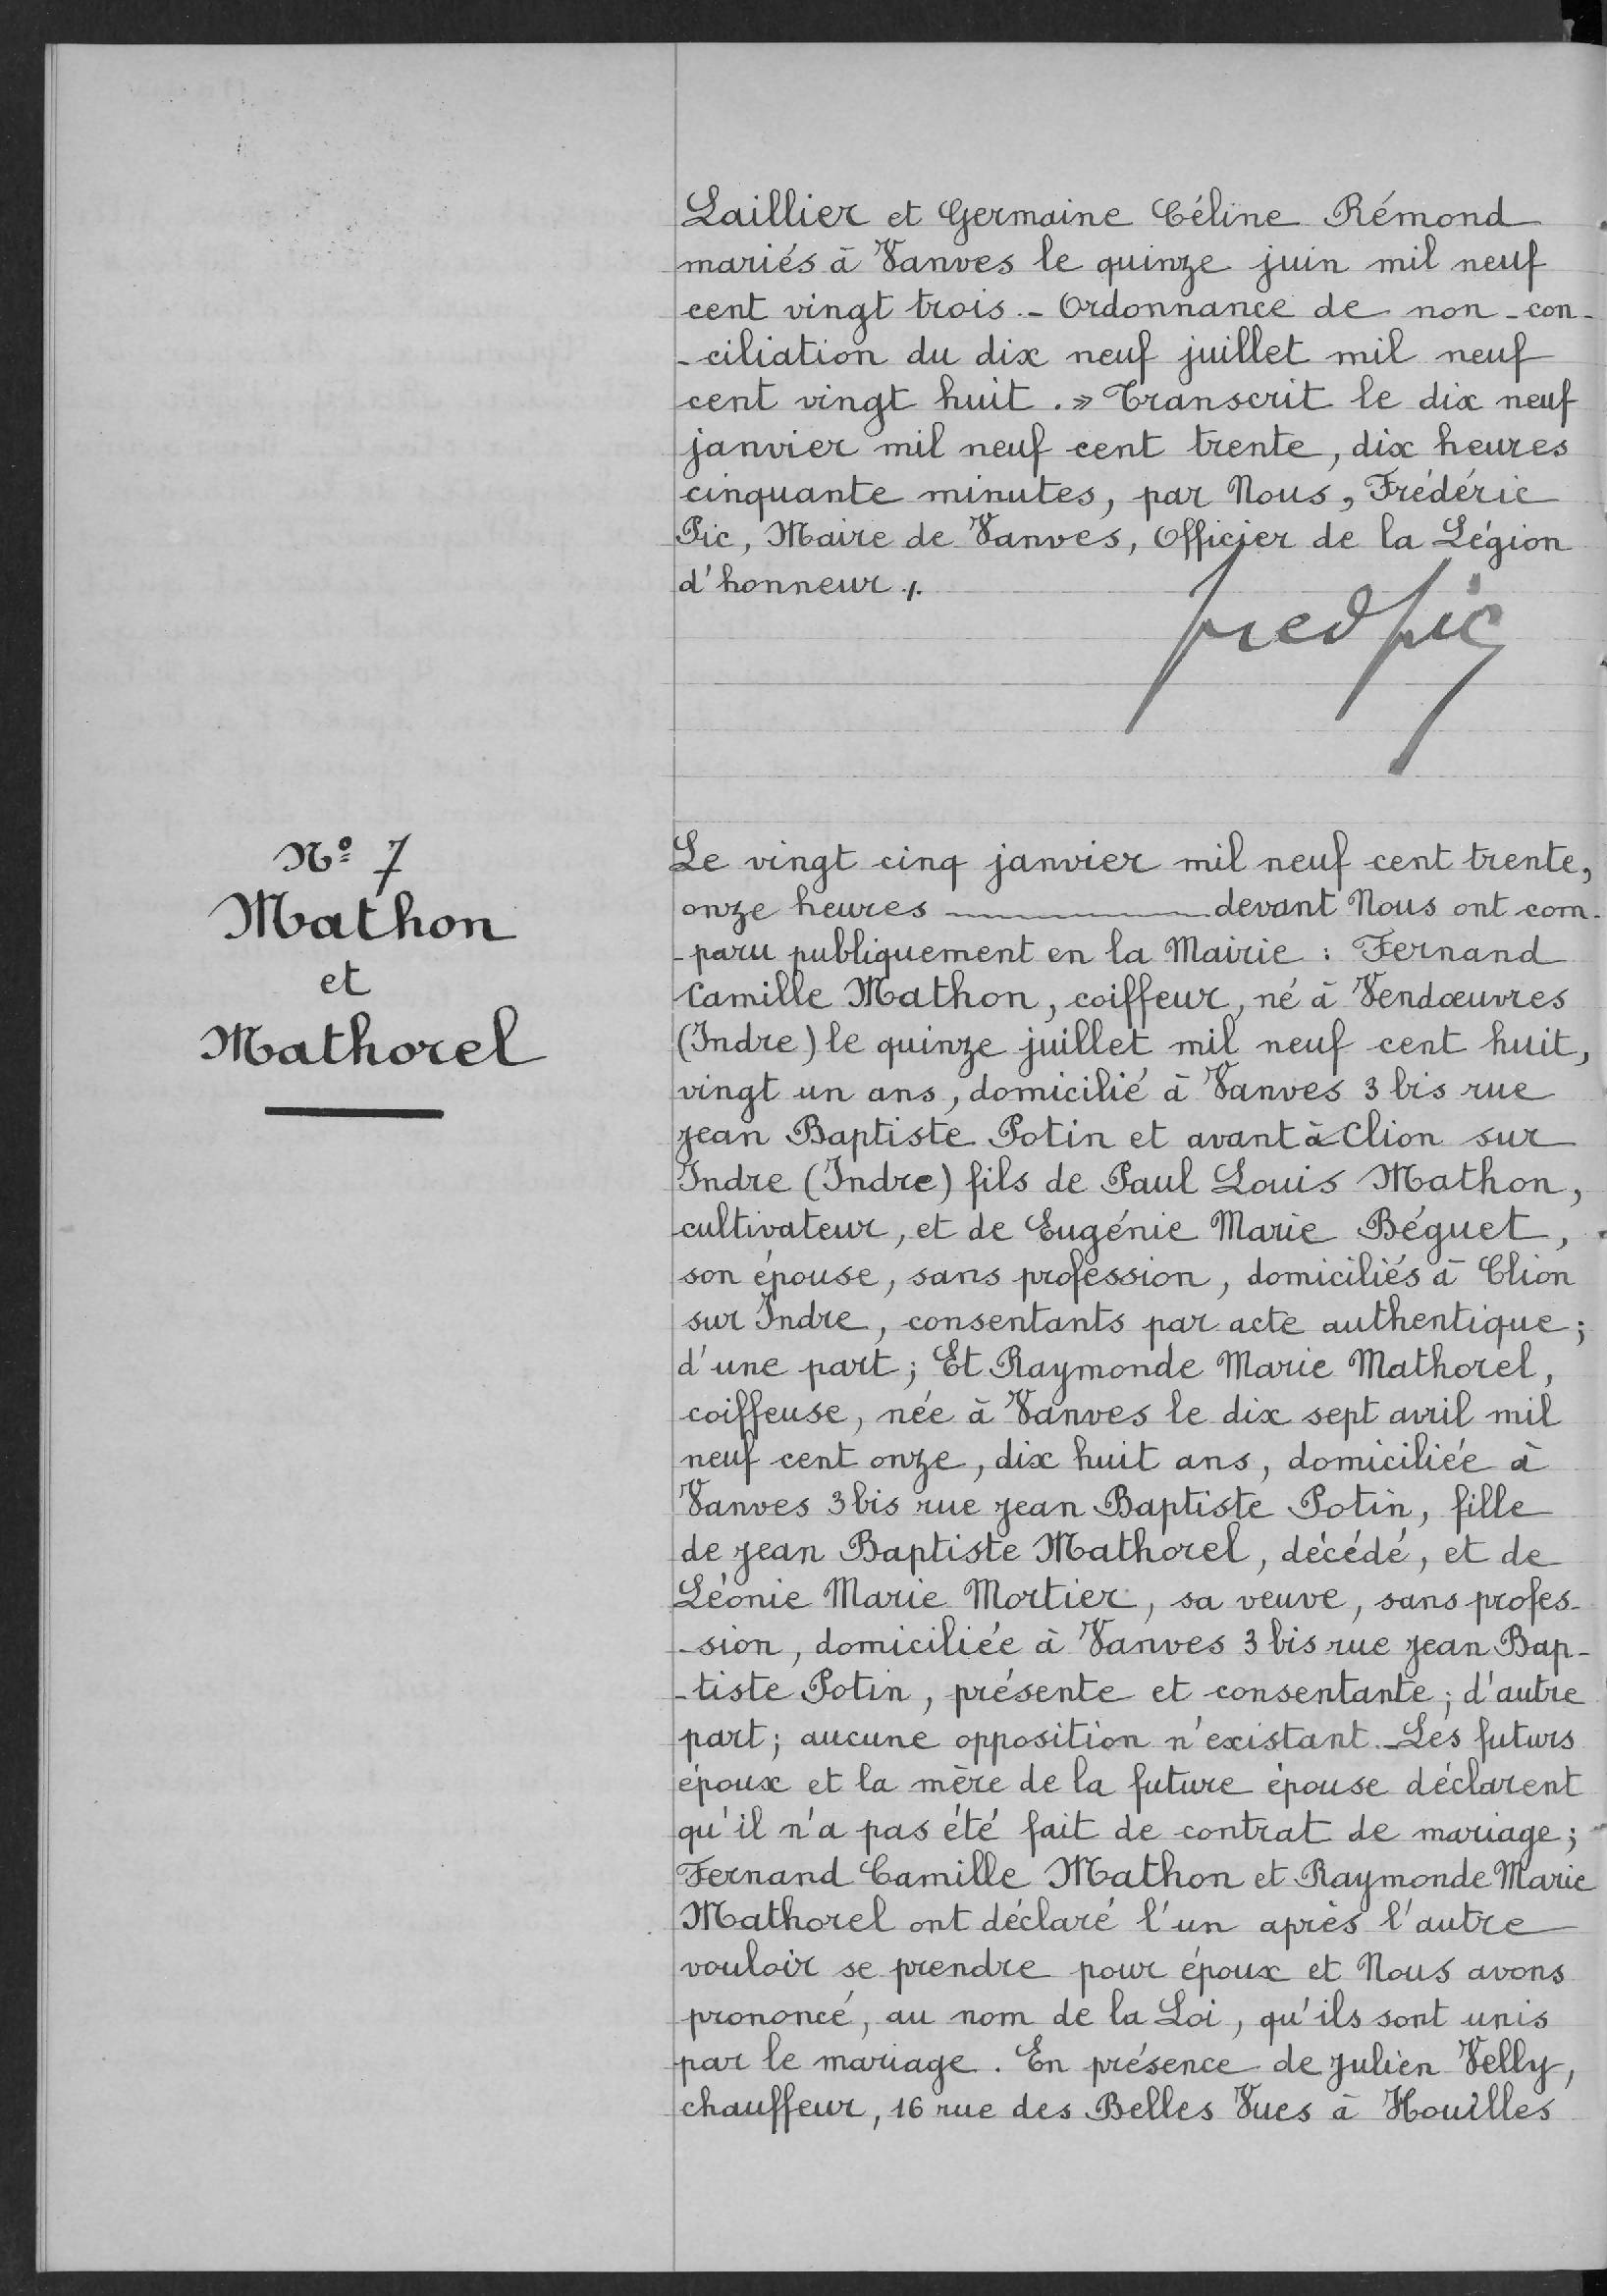 Laillier et Germaine Céline Rémond
mariés à Vanves le quinze juin mil neuf
cent vingt trois. - Ordonnance de non-con-
-ciliation du dix neuf juillet mil neuf
cent vingt huit. » Transcrit le dix neuf
janvier mil neuf cent trente, dix heures
cinquante minutes, par Nous, Frédéric
Pic, Maire de Vanves, Officier de la Légion
d'honneur ./.
fredpic
N° 7
Mathon
et
Mathorel
Le vingt cinq janvier mil neuf cent trente,
onze heures ———— devant Nous ont com-
-paru publiquement en la Mairie : Fernand
Camille Mathon, coiffeur, né à Vendœuvres
(Indre) le quinze juillet mil neuf cent huit,
vingt un ans, domicilié à Vanves 3 bis rue
Jean Baptiste Potin et avant à Clion sur
Indre (Indre) fils de Paul Louis Mathon,
cultivateur, et de Eugénie Marie Béguet,
son épouse, sans profession, domiciliés à Clion
sur Indre, consentants par acte authentique;
d'une part; Et Raymonde Marie Mathorel,
coiffeuse, née à Vanves le dix sept avril mil
neuf cent onze, dix huit ans, domiciliée à
Vanves 3 bis rue Jean Baptiste Potin, fille
de Jean Baptiste Mathorel, décédé, et de
Léonie Marie Mortier, sa veuve, sans profes-
-sion, domiciliée à Vanves 3 bis rue Jean Bap-
-tiste Potin, présente et consentante; d'autre
part; aucune opposition n'existant. - Les futurs
époux et la mère de la future épouse déclarent
qu'il n'a pas été fait de contrat de mariage;
Fernand Camille Mathon et Raymonde Marie
Mathorel ont déclaré l'un après l'autre
vouloir se prendre pour époux et Nous avons
prononcé, au nom de la Loi, qu'ils sont unis
par le mariage. En présence de Julien Velly,
chauffeur, 16 rue des Belles Vues à Houilles